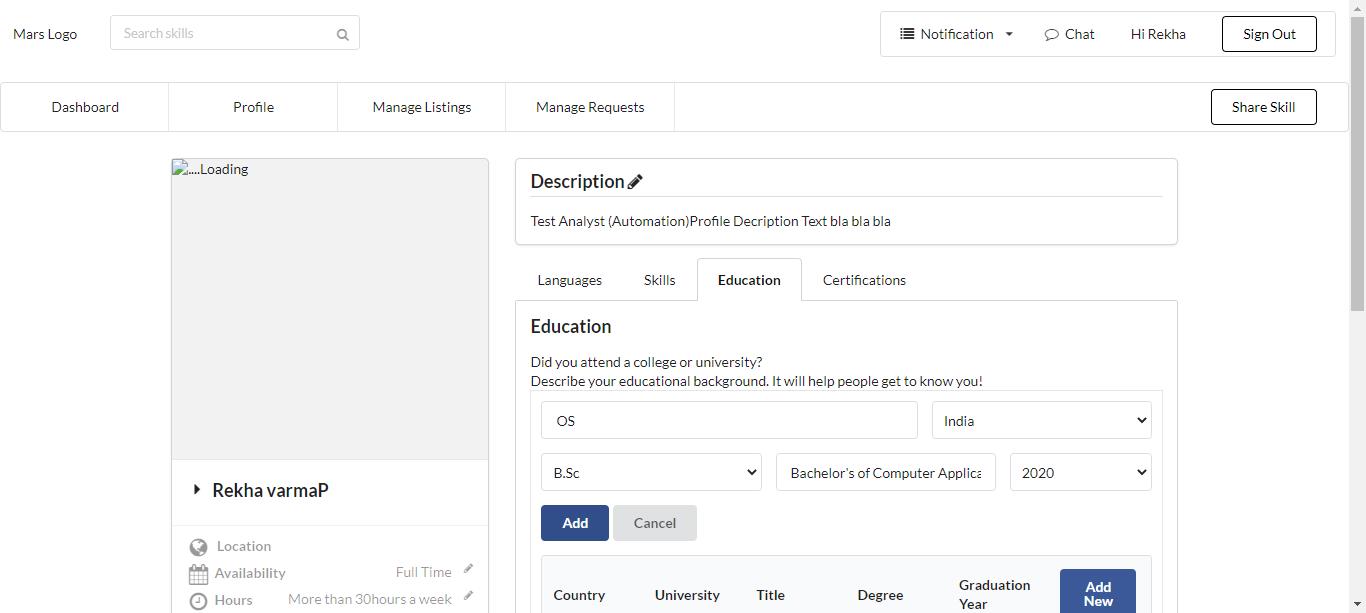 Mars Logo
Search skills
Notification
Chat
Hi Rekha
Sign Out
Dashboard
Profile
Manage Listings
Manage Requests
Share Skill
....Loading
Rekha varmaP
Location
Availability
Full Time
Hours
More than 30hours a week
Description
Test Analyst (Automation)Profile Decription Text bla bla bla
Languages
Skills
Education
Certifications
Education
Did you attend a college or university?
Describe your educational background. It will help people get to know you!
OS
India
B.Sc
Bachelor's of Computer Applica
2020
Add
Cancel
Country
University
Title
Degree
Graduation
Year
Add
New